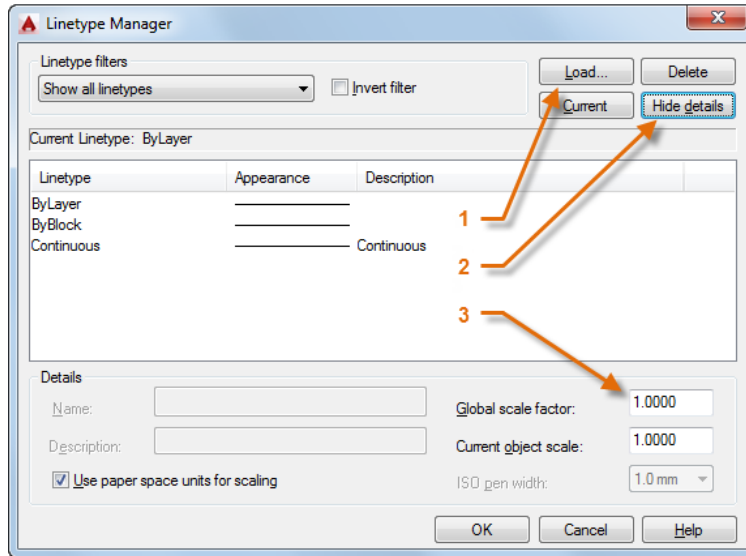 Linetype Manager
Linetype filters
Show all linetypes
Invert filter
Load...
Delete
Current
Hide details
Current Linetype: ByLayer
Linetype Appearance Description
ByLayer
ByBlock
Continuous Continuous
1
2
3
Details
Name:
Description:
Use paper space units for scaling
Global scale factor: 1.0000
Current object scale: 1.0000
ISO pen width: 1.0 mm
OK Cancel Help